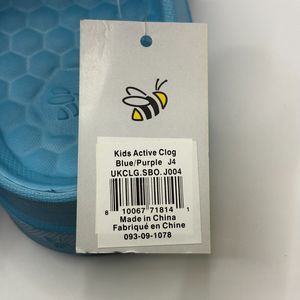 Kids Active Clog
Blue/Purple J4
UKCLG.SBO.J004
8 10067 71814 1
Made in China
Fabriqué en Chine
093-09-1078